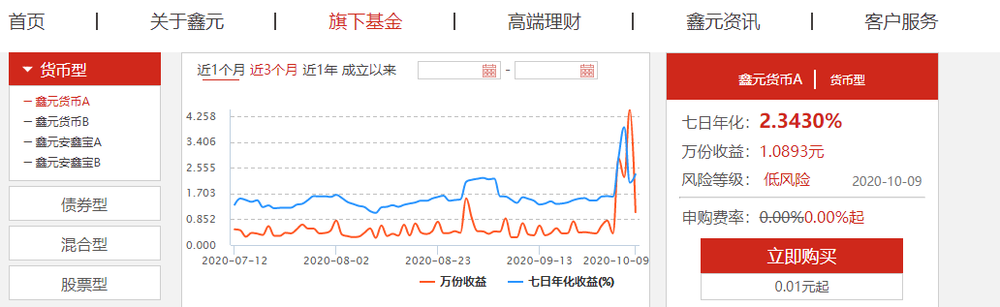 首页 关于鑫元 旗下基金 高端理财 鑫元资讯 客户服务
货币型
鑫元货币A
鑫元货币B
鑫元安鑫宝A
鑫元安鑫宝B
债券型
混合型
股票型
近1个月 近3个月 近1年 成立以来 -
4.258
3.406
2.555
1.703
0.852
0.000
2020-07-12 2020-08-02 2020-08-23 2020-09-13 2020-10-09
万份收益 七日年化收益(%)
鑫元货币A 货币型
七日年化: 2.3430%
万份收益: 1.0893元
风险等级: 低风险 2020-10-09
申购费率: 0.00%0.00%起
立即购买
0.01元起